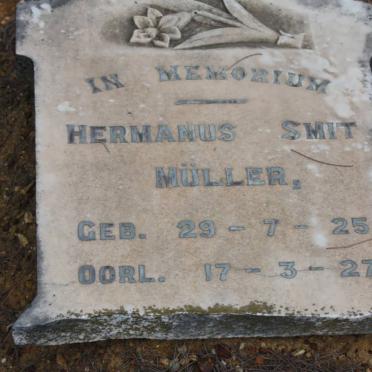 IN MEMORIUM
HERMANUS SMIT
MÜLLER.
GEB. 29 - 7 - 25
OORL. 17 - 3 - 27